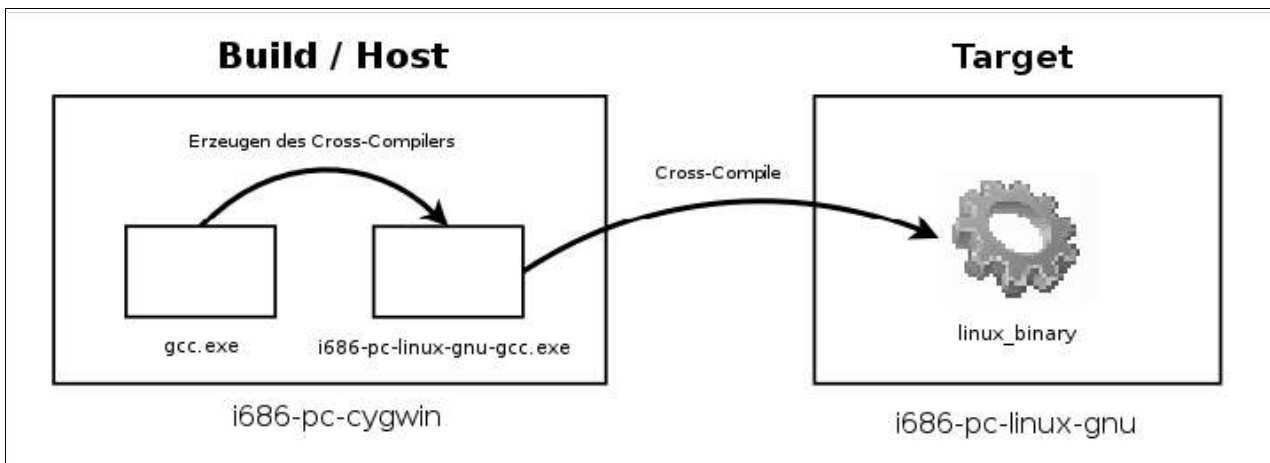 Build / Host
Target
Erzeugen des Cross-Compilers
Cross-Compile
gcc.exe
i686-pc-linux-gnu-gcc.exe
linux_binary
i686-pc-cygwin
i686-pc-linux-gnu